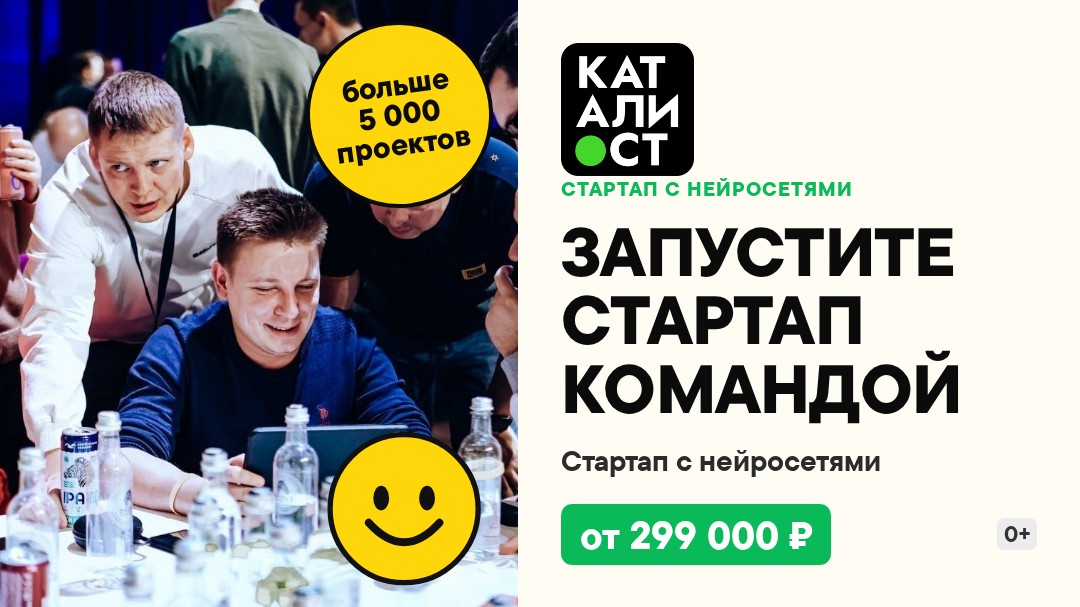 больше
5 000
проектов
КАТ
АЛИ
СТ
СТАРТАП С НЕЙРОСЕТЯМИ
ЗАПУСТИТЕ
СТАРТАП
КОМАНДОЙ
Стартап с нейросетями
от 299 000 ₽
0+
IPA